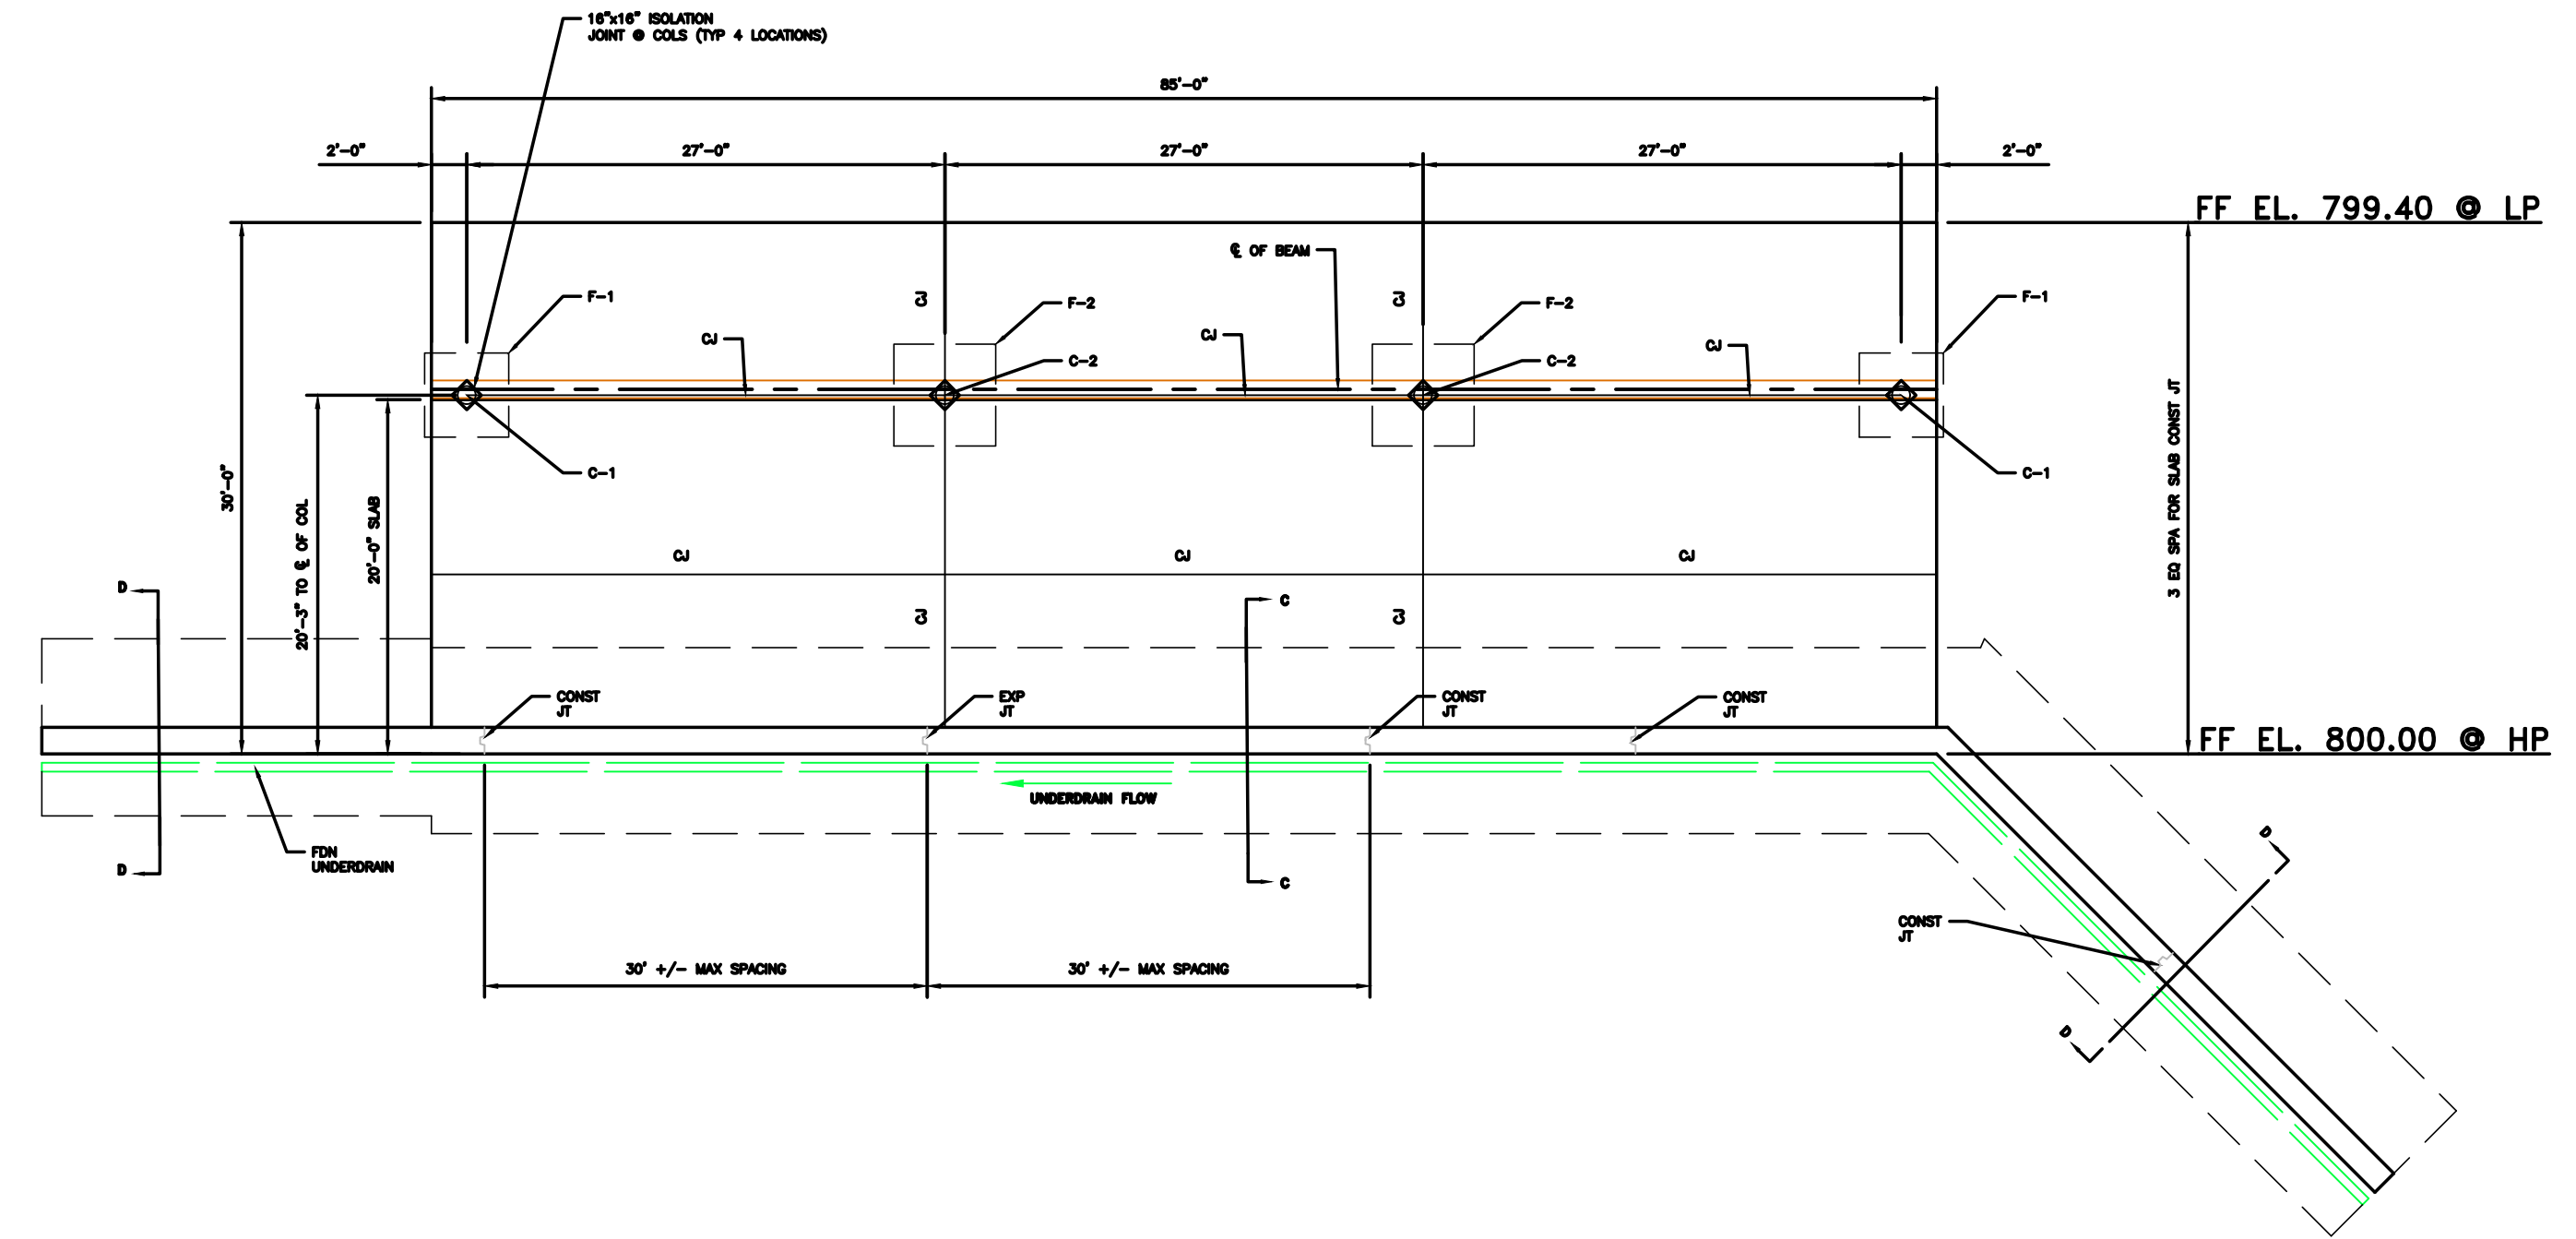 16"x16" ISOLATION
JOINT @ COLS (TYP 4 LOCATIONS)
85'-0"
2'-0"
27'-0"
27'-0"
27'-0"
2'-0"
FF EL. 799.40 @ LP
℄ OF BEAM
F-1
CJ
F-2
CJ
F-2
F-1
CJ
CJ
CJ
C-2
C-2
C-1
C-1
30'-0"
20'-3" TO ℄ OF COL
20'-0" SLAB
3 EQ SPA FOR SLAB CONST JT
CJ
CJ
CJ
D
C
CJ
CJ
CONST
JT
EXP
JT
CONST
JT
CONST
JT
FF EL. 800.00 @ HP
UNDERDRAIN FLOW
FDN
UNDERDRAIN
D
C
D
CONST
JT
30' +/- MAX SPACING
30' +/- MAX SPACING
D